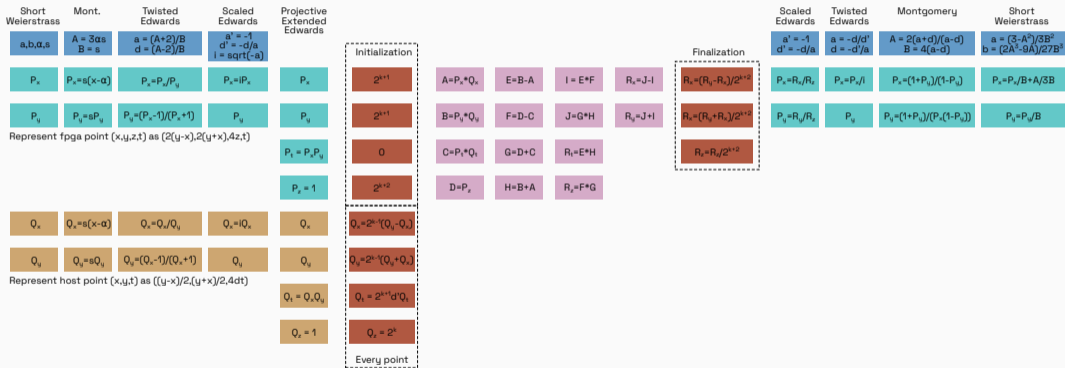 Short Weierstrass
Mont.
Twisted Edwards
Scaled Edwards
Projective Extended Edwards
Scaled Edwards
Twisted Edwards
Montgomery
Short Weierstrass
a,b,α,s
A = 3αs
B = s
a = (A+2)/B
d = (A-2)/B
a' = -1
d' = -d/a
i = sqrt(-a)
Initialization
Finalization
a' = -1
d' = -d/a
a = -d/d'
d = -d'/a
A = 2(a+d)/(a-d)
B = 4(a-d)
a = (3-A²)/3B²
b = (2A³-9A)/27B³
Pₓ
Pₓ=s(x-α)
Pₓ=Pₓ/Pᵧ
Pₓ=iPₓ
Pₓ
2ᵏ⁺¹
A=Pₓ*Qₓ
E=B-A
I = E*F
Rₓ=J-I
Rₓ=(Rᵧ-Rₓ)/2ᵏ⁺²
Pₓ=Rₓ/R_z
Pₓ=Pₓ/i
Pₓ=(1+Pᵧ)/(1-Pᵧ)
Pₓ=Pₓ/B+A/3B
Pᵧ
Pᵧ=sPᵧ
Pᵧ=(Pₓ-1)/(Pₓ+1)
Pᵧ
Pᵧ
2ᵏ⁺¹
B=Pᵧ*Qᵧ
F=D-C
J=G*H
Rᵧ=J+I
Rₓ=(Rᵧ+Rₓ)/2ᵏ⁺²
Pᵧ=Rᵧ/R_z
Pᵧ
Pᵧ=(1+Pᵧ)/(Pₓ(1-Pᵧ))
Pᵧ=Pᵧ/B
Represent fpga point (x,y,z,t) as (2(y-x),2(y+x),4z,t)
Pₜ = PₓPᵧ
0
C=Pₜ*Qₜ
G=D+C
Rₜ=E*H
R_z=Rₓ/2ᵏ⁺²
P_z = 1
2ᵏ⁺²
D=P_z
H=B+A
R_z=F*G
Qₓ
Qₓ=s(x-α)
Qₓ=Qₓ/Qᵧ
Qₓ=iQₓ
Qₓ
Qₓ=2ᵏ⁻¹(Qᵧ-Qₓ)
Qᵧ
Qᵧ=sQᵧ
Qᵧ=(Qₓ-1)/(Qₓ+1)
Qᵧ
Qᵧ
Qᵧ=2ᵏ⁻¹(Qᵧ+Qₓ)
Represent host point (x,y,t) as ((y-x)/2,(y+x)/2,4dt)
Qₜ = QₓQᵧ
Qₜ = 2ᵏ⁺¹d'Qₜ
Q_z = 1
Q_z = 2ᵏ
Every point